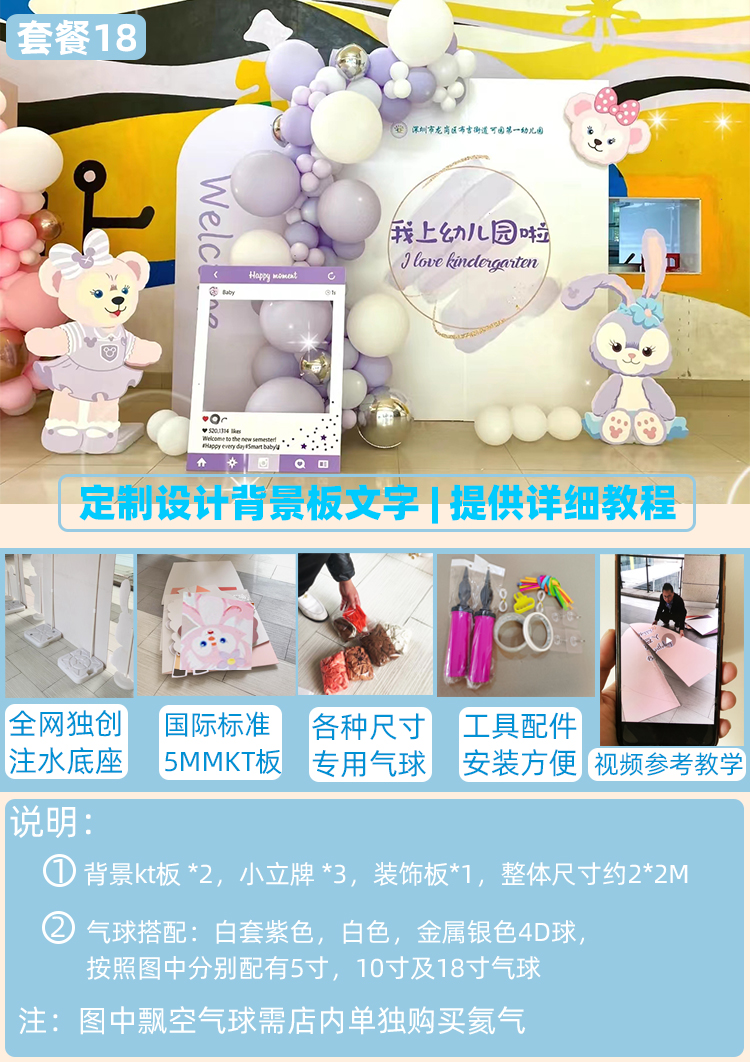 套餐18
深圳市龙岗区布吉街道可园第一幼儿园
Welc
我上幼儿园啦
I love kindergarten
Happy moment
Baby
520.1314 likes
Welcome to the new semester!
#Happy every day#Smart baby
定制设计背景板文字 | 提供详细教程
全网独创
注水底座
国际标准
5MMKT板
各种尺寸
专用气球
工具配件
安装方便
视频参考教学
说明：
① 背景kt板 *2，小立牌 *3，装饰板*1，整体尺寸约2*2M
② 气球搭配：白套紫色，白色，金属银色4D球，
按照图中分别配有5寸，10寸及18寸气球
注：图中飘空气球需店内单独购买氦气